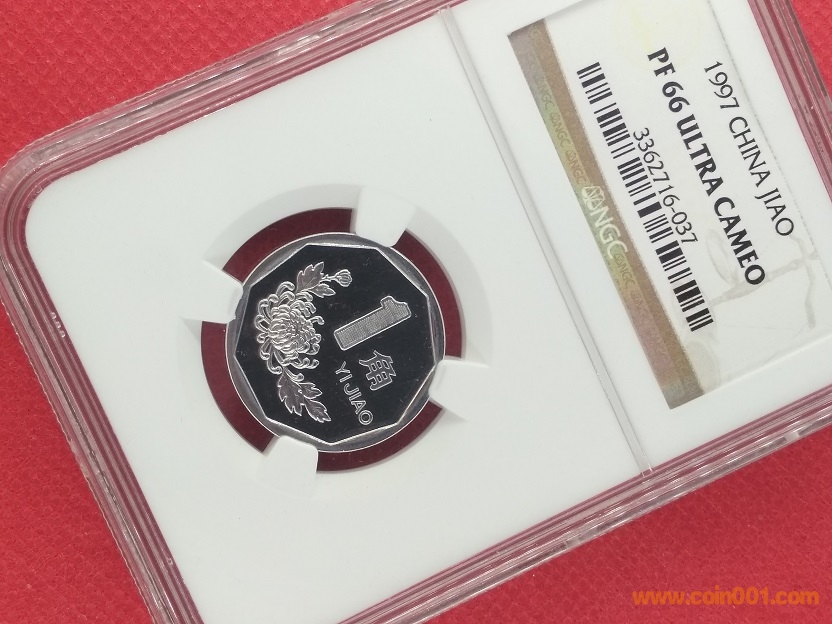 1997 CHINA JIAO
PF 66 ULTRA CAMEO
3362716-037
NGC
1
角
YI JIAO
www.coin001.com